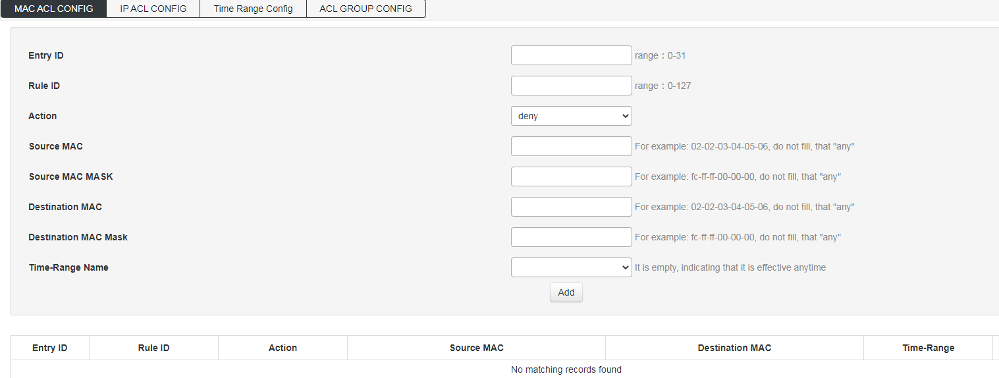 MAC ACL CONFIG IP ACL CONFIG Time Range Config ACL GROUP CONFIG
Entry ID range：0-31
Rule ID range：0-127
Action deny
Source MAC For example: 02-02-03-04-05-06, do not fill, that "any"
Source MAC MASK For example: fc-ff-ff-00-00-00, do not fill, that "any"
Destination MAC For example: 02-02-03-04-05-06, do not fill, that "any"
Destination MAC Mask For example: fc-ff-ff-00-00-00, do not fill, that "any"
Time-Range Name It is empty, indicating that it is effective anytime
Add
Entry ID Rule ID Action Source MAC Destination MAC Time-Range
No matching records found